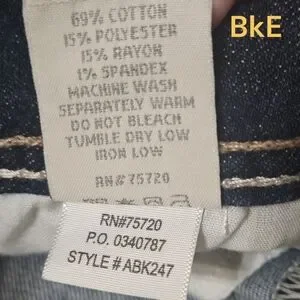 BkE
69% COTTON
15% POLYESTER
15% RAYON
1% SPANDEX
MACHINE WASH
SEPARATELY WARM
DO NOT BLEACH
TUMBLE DRY LOW
IRON LOW
RN#75720
RN#75720
P.O. 0340787
STYLE # ABK247